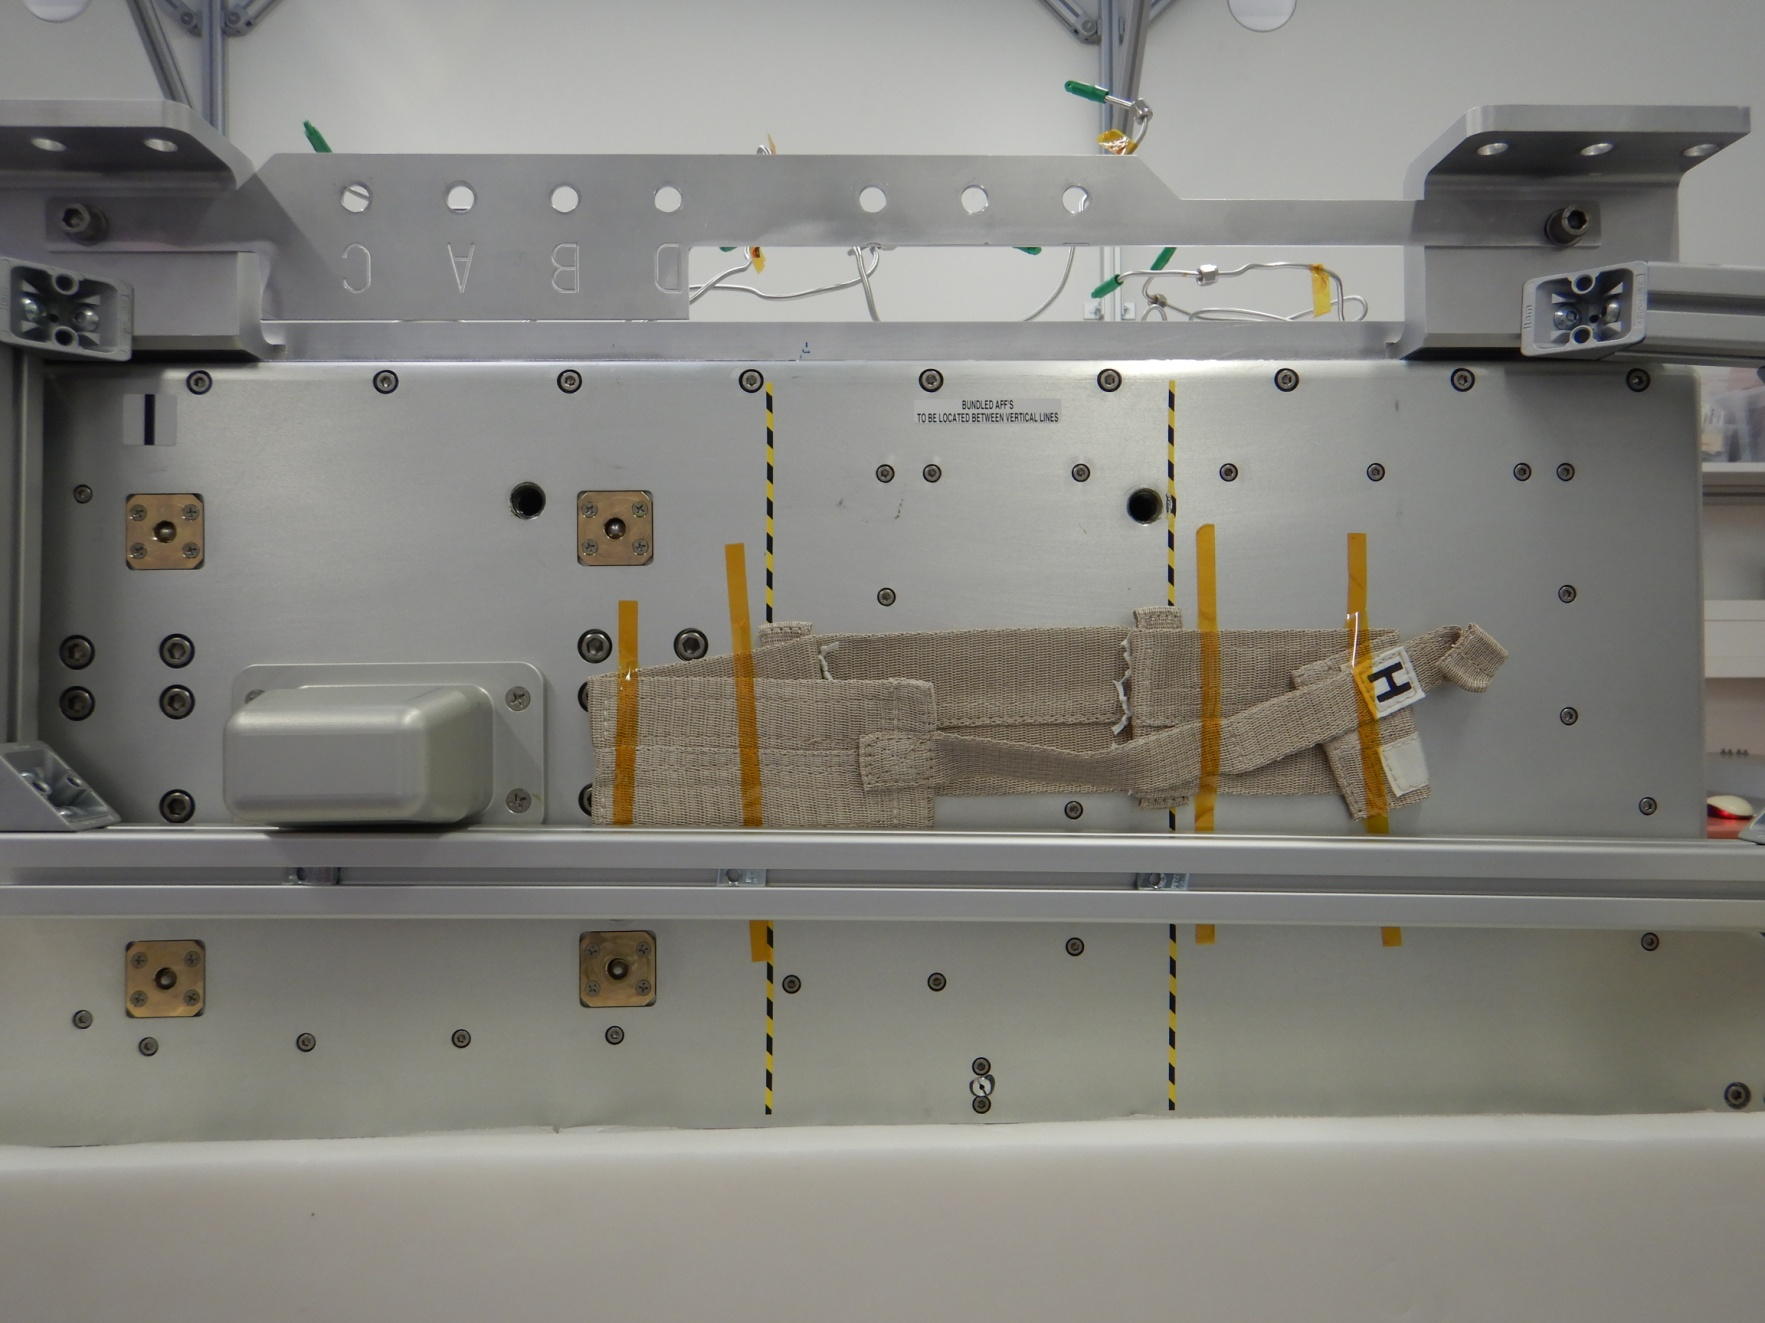 C A B D
BUNDLED AFF'S
TO BE LOCATED BETWEEN VERTICAL LINES
I
H